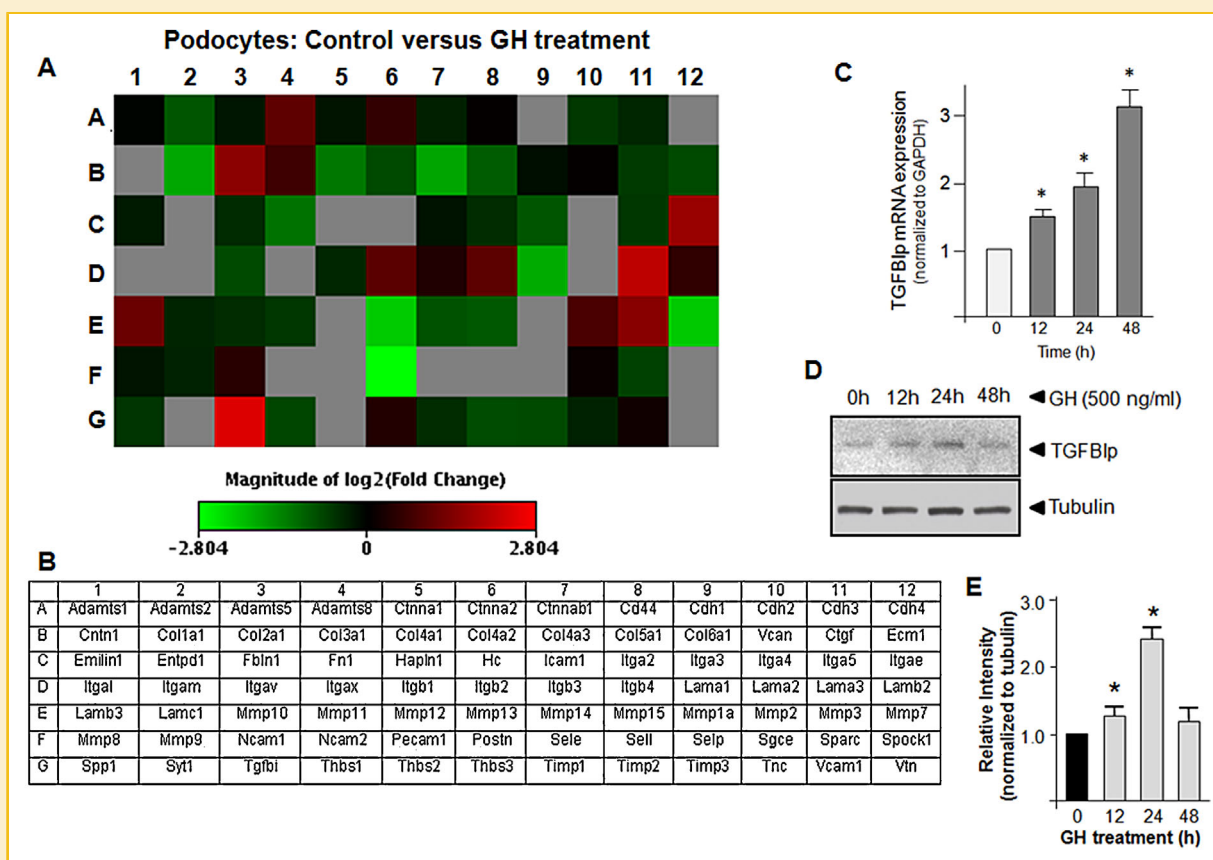 Podocytes: Control versus GH treatment
A
1 2 3 4 5 6 7 8 9 10 11 12
A
B
C
D
E
F
G
Magnitude of log2(Fold Change)
-2.804 0 2.804
B
1 2 3 4 5 6 7 8 9 10 11 12
A Adamts1 Adamts2 Adamts5 Adamts8 Ctnna1 Ctnna2 Ctnnab1 Cd44 Cdh1 Cdh2 Cdh3 Cdh4
B Cntn1 Col1a1 Col2a1 Col3a1 Col4a1 Col4a2 Col4a3 Col5a1 Col6a1 Vcan Ctgf Ecm1
C Emilin1 Entpd1 Fbln1 Fn1 Hapln1 Hc Icam1 Itga2 Itga3 Itga4 Itga5 Itgae
D Itgal Itgam Itgav Itgax Itgb1 Itgb2 Itgb3 Itgb4 Lama1 Lama2 Lama3 Lamb2
E Lamb3 Lamc1 Mmp10 Mmp11 Mmp12 Mmp13 Mmp14 Mmp15 Mmp1a Mmp2 Mmp3 Mmp7
F Mmp8 Mmp9 Ncam1 Ncam2 Pecam1 Postn Sele Sell Selp Sgce Sparc Spock1
G Spp1 Syt1 Tgfbi Thbs1 Thbs2 Thbs3 Timp1 Timp2 Timp3 Tnc Vcam1 Vtn
C
TGFBIp mRNA expression
(normalized to GAPDH)
3
2
1
* * *
0 12 24 48
Time (h)
D
0h 12h 24h 48h ◄ GH (500 ng/ml)
◄ TGFBIp
◄ Tubulin
E
Relative Intensity
(normalized to tubulin)
3.0
2.0
1.0
0
* *
0 12 24 48
GH treatment (h)